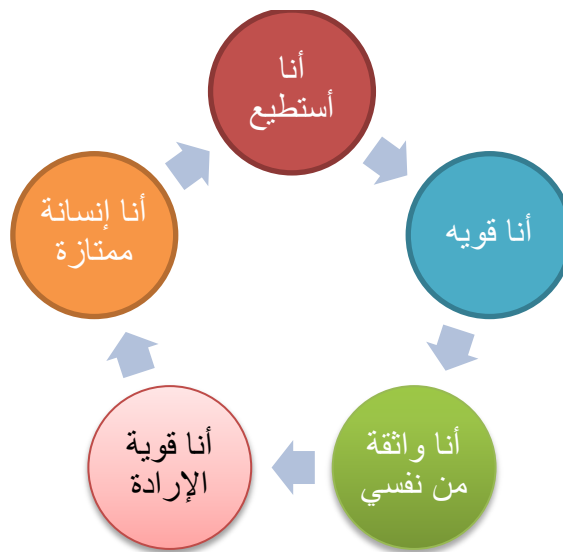 أنا
أستطيع
أنا قويه
أنا واثقة
من نفسي
أنا قوية
الإرادة
أنا إنسانة
ممتازة